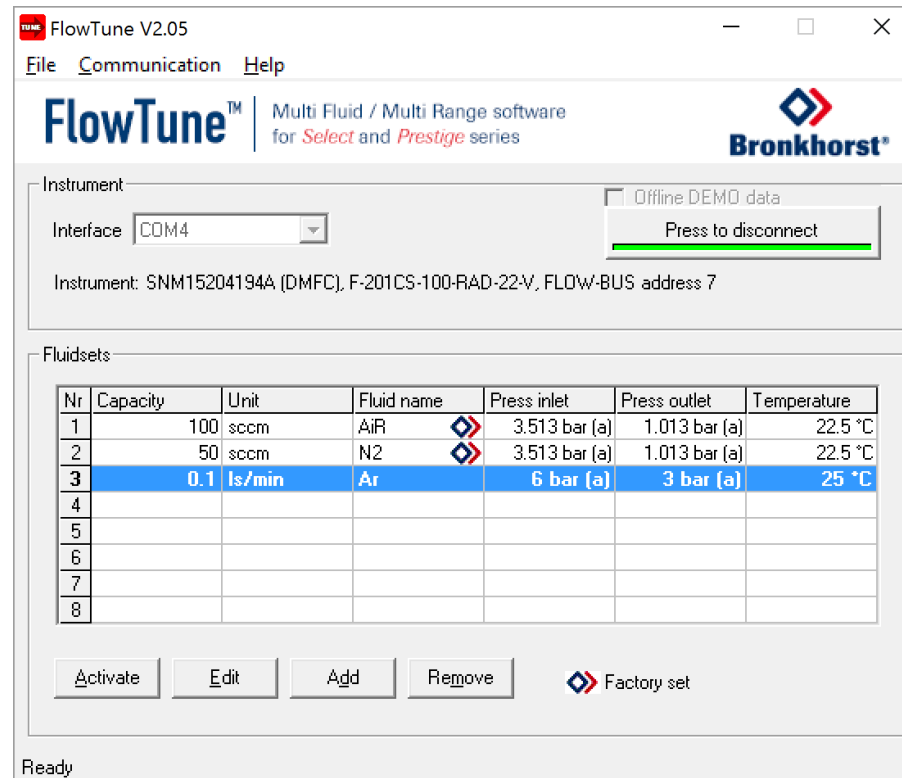 TUNE FlowTune V2.05
File Communication Help
FlowTune™
Multi Fluid / Multi Range software
for Select and Prestige series
Bronkhorst®
Instrument
Offline DEMO data
Interface COM4 Press to disconnect
Instrument: SNM15204194A (DMFC), F-201CS-100-RAD-22-V, FLOW-BUS address 7
Fluidsets
Nr Capacity Unit Fluid name Press inlet Press outlet Temperature
1 100 sccm AiR 3.513 bar (a) 1.013 bar (a) 22.5 °C
2 50 sccm N2 3.513 bar (a) 1.013 bar (a) 22.5 °C
3 0.1 ls/min Ar 6 bar (a) 3 bar (a) 25 °C
4
5
6
7
8
Activate Edit Add Remove Factory set
Ready